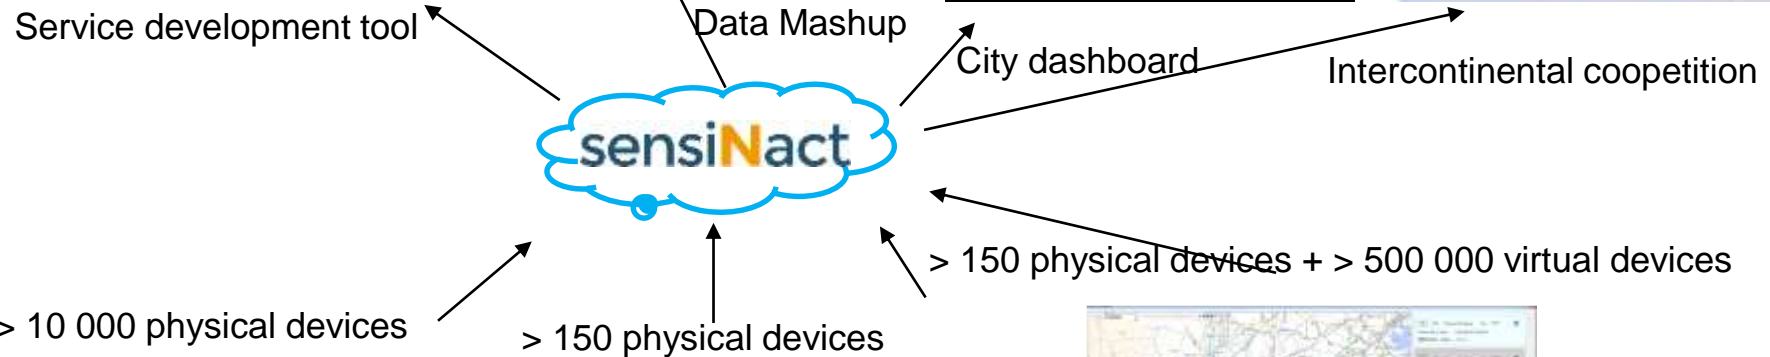 Service development tool
Data Mashup
City dashboard
Intercontinental coopetition
sensiNact
> 150 physical devices + > 500 000 virtual devices
> 10 000 physical devices
> 150 physical devices